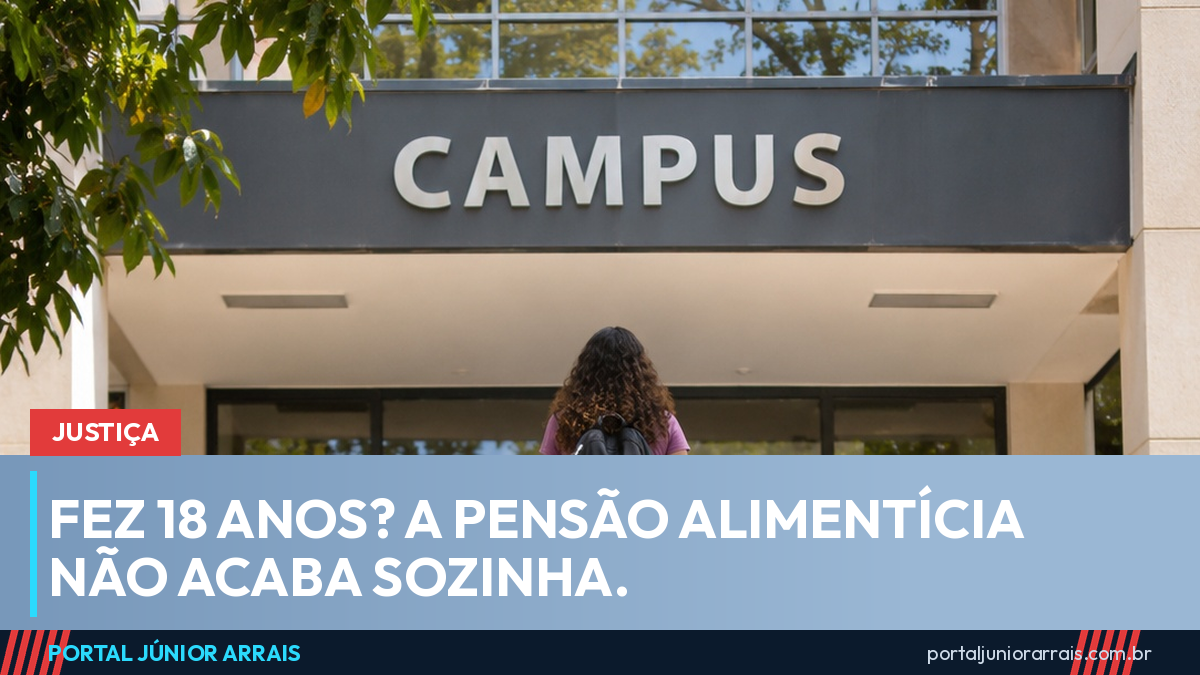 CAMPUS
JUSTIÇA
FEZ 18 ANOS? A PENSÃO ALIMENTÍCIA
NÃO ACABA SOZINHA.
PORTAL JÚNIOR ARRAIS
portaljuniorarrais.com.br